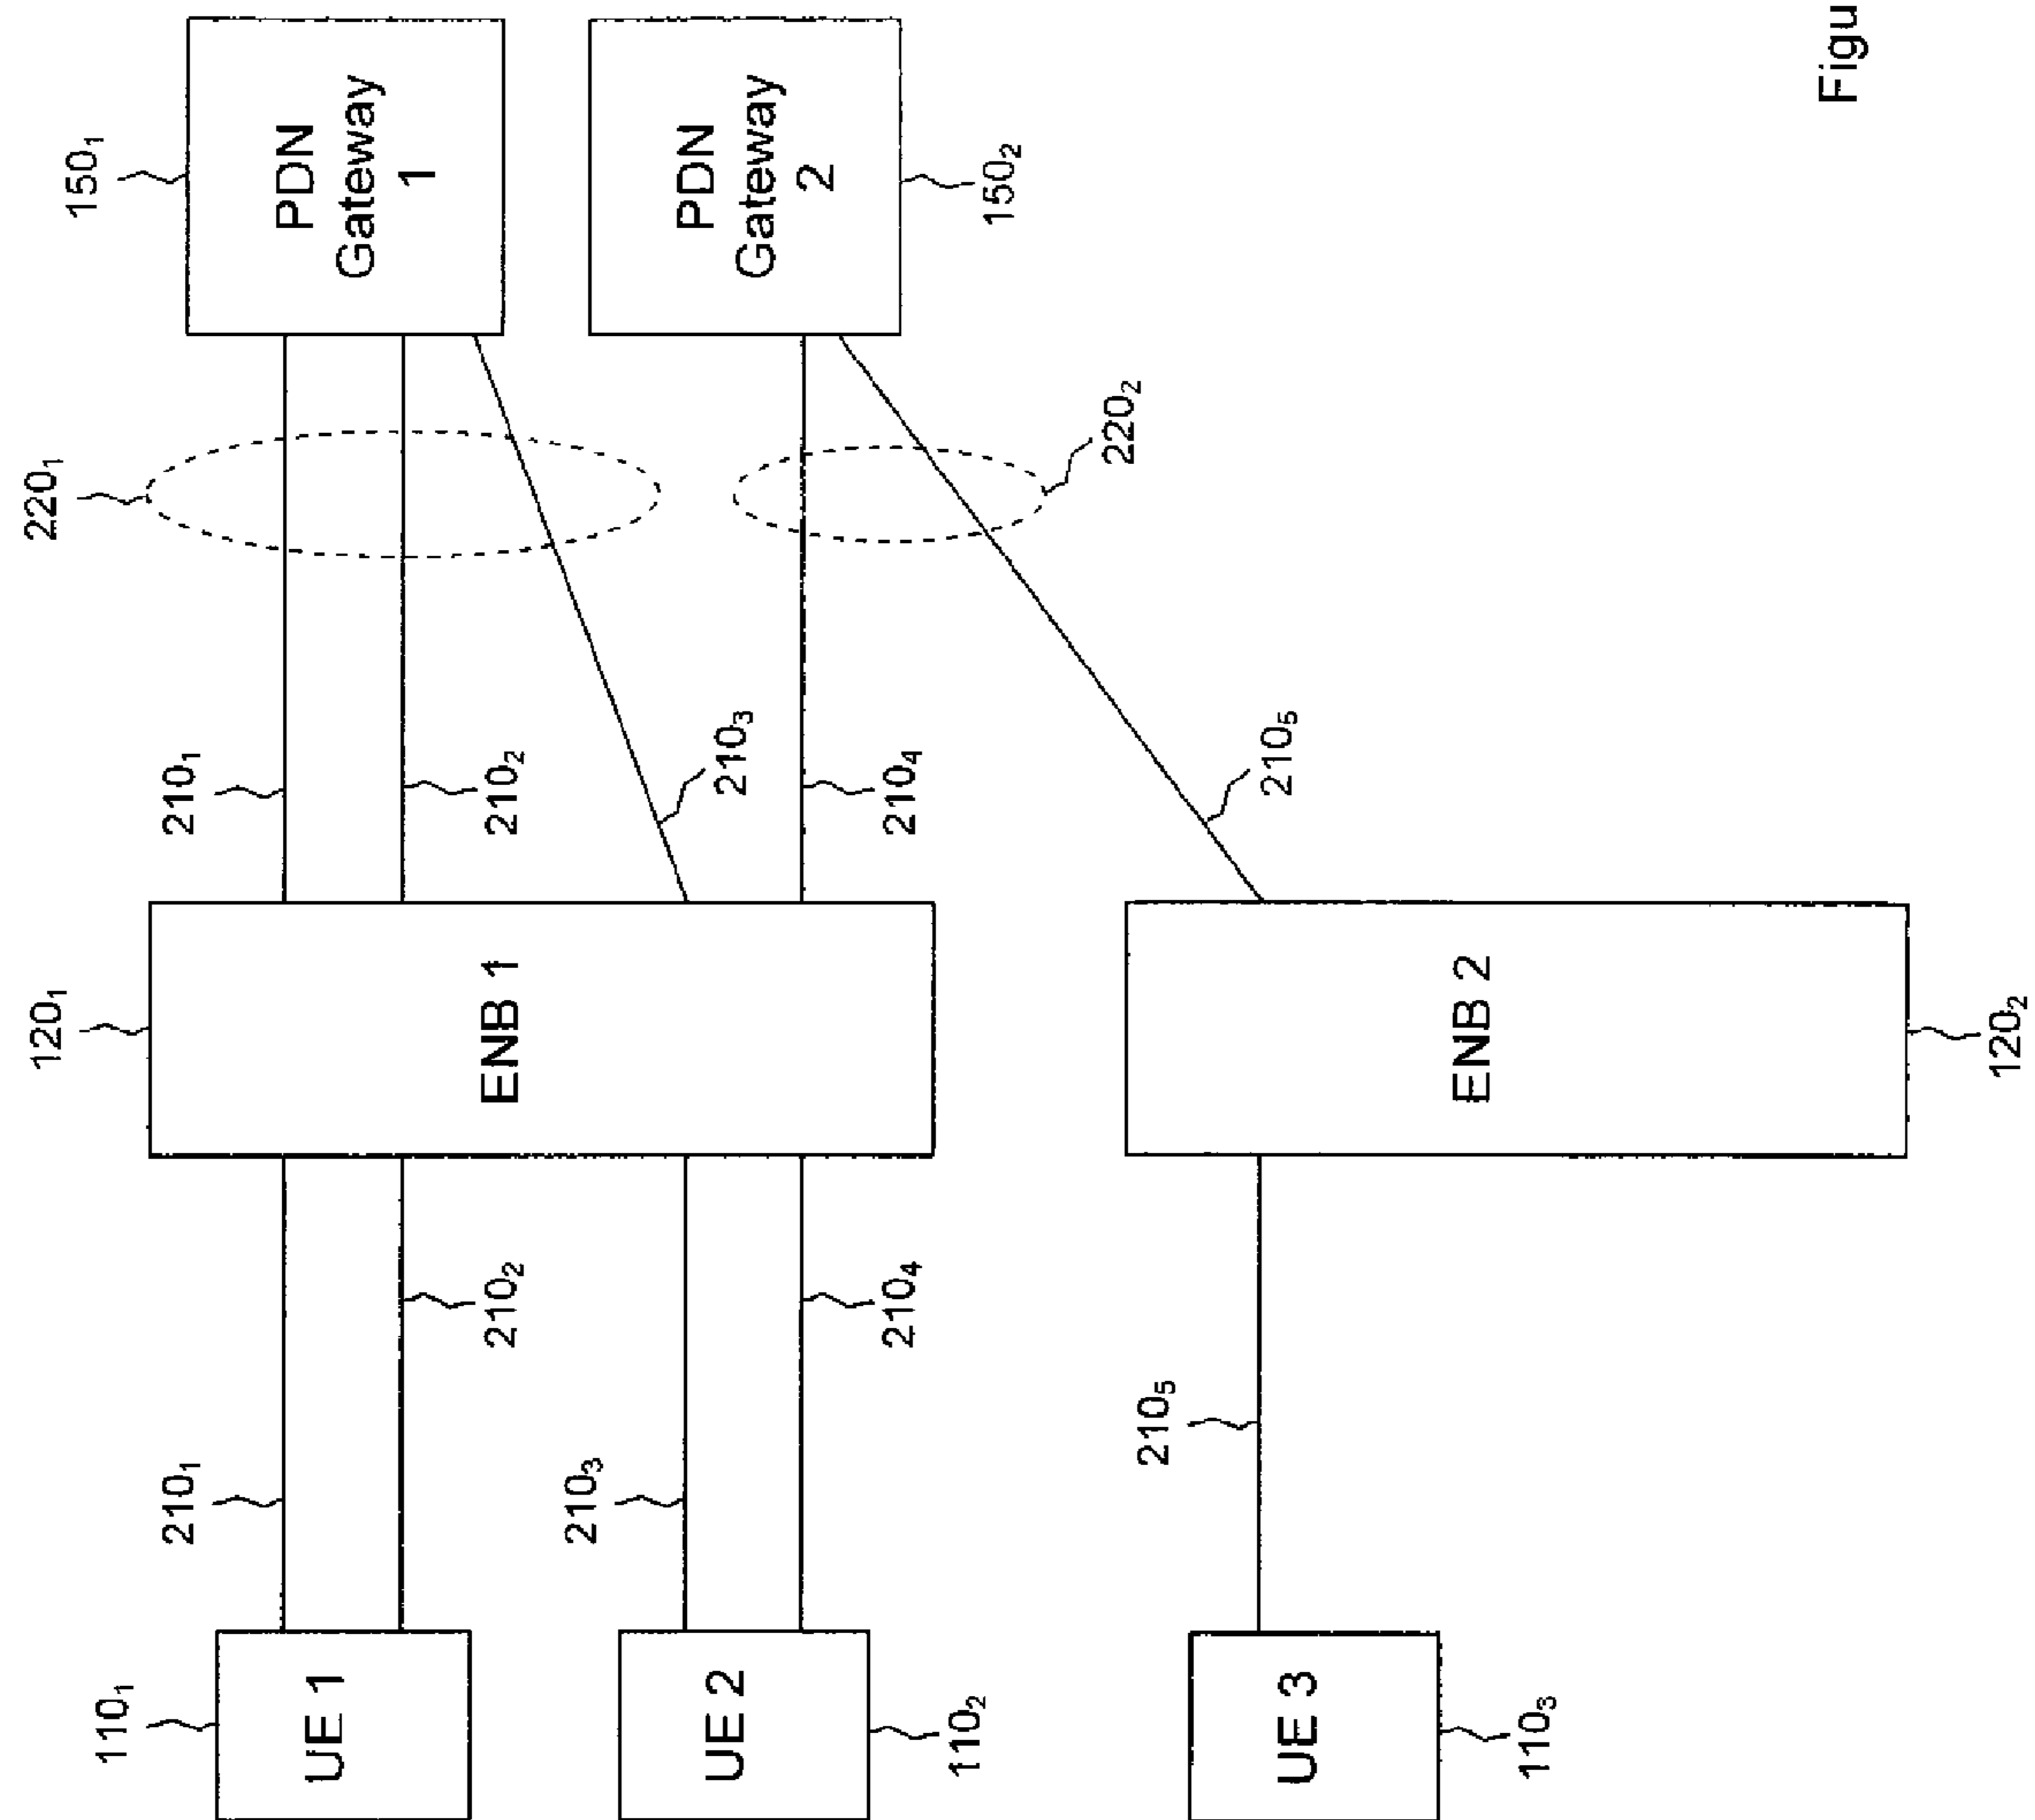 110₁
UE 1
UE 2
110₂
UE 3
110₃
210₁
210₂
210₃
210₄
210₅
120₁
ENB 1
ENB 2
120₂
210₁
210₂
210₃
210₄
210₅
220₁
220₂
150₁
PDN
Gateway
1
PDN
Gateway
2
150₂
Figu